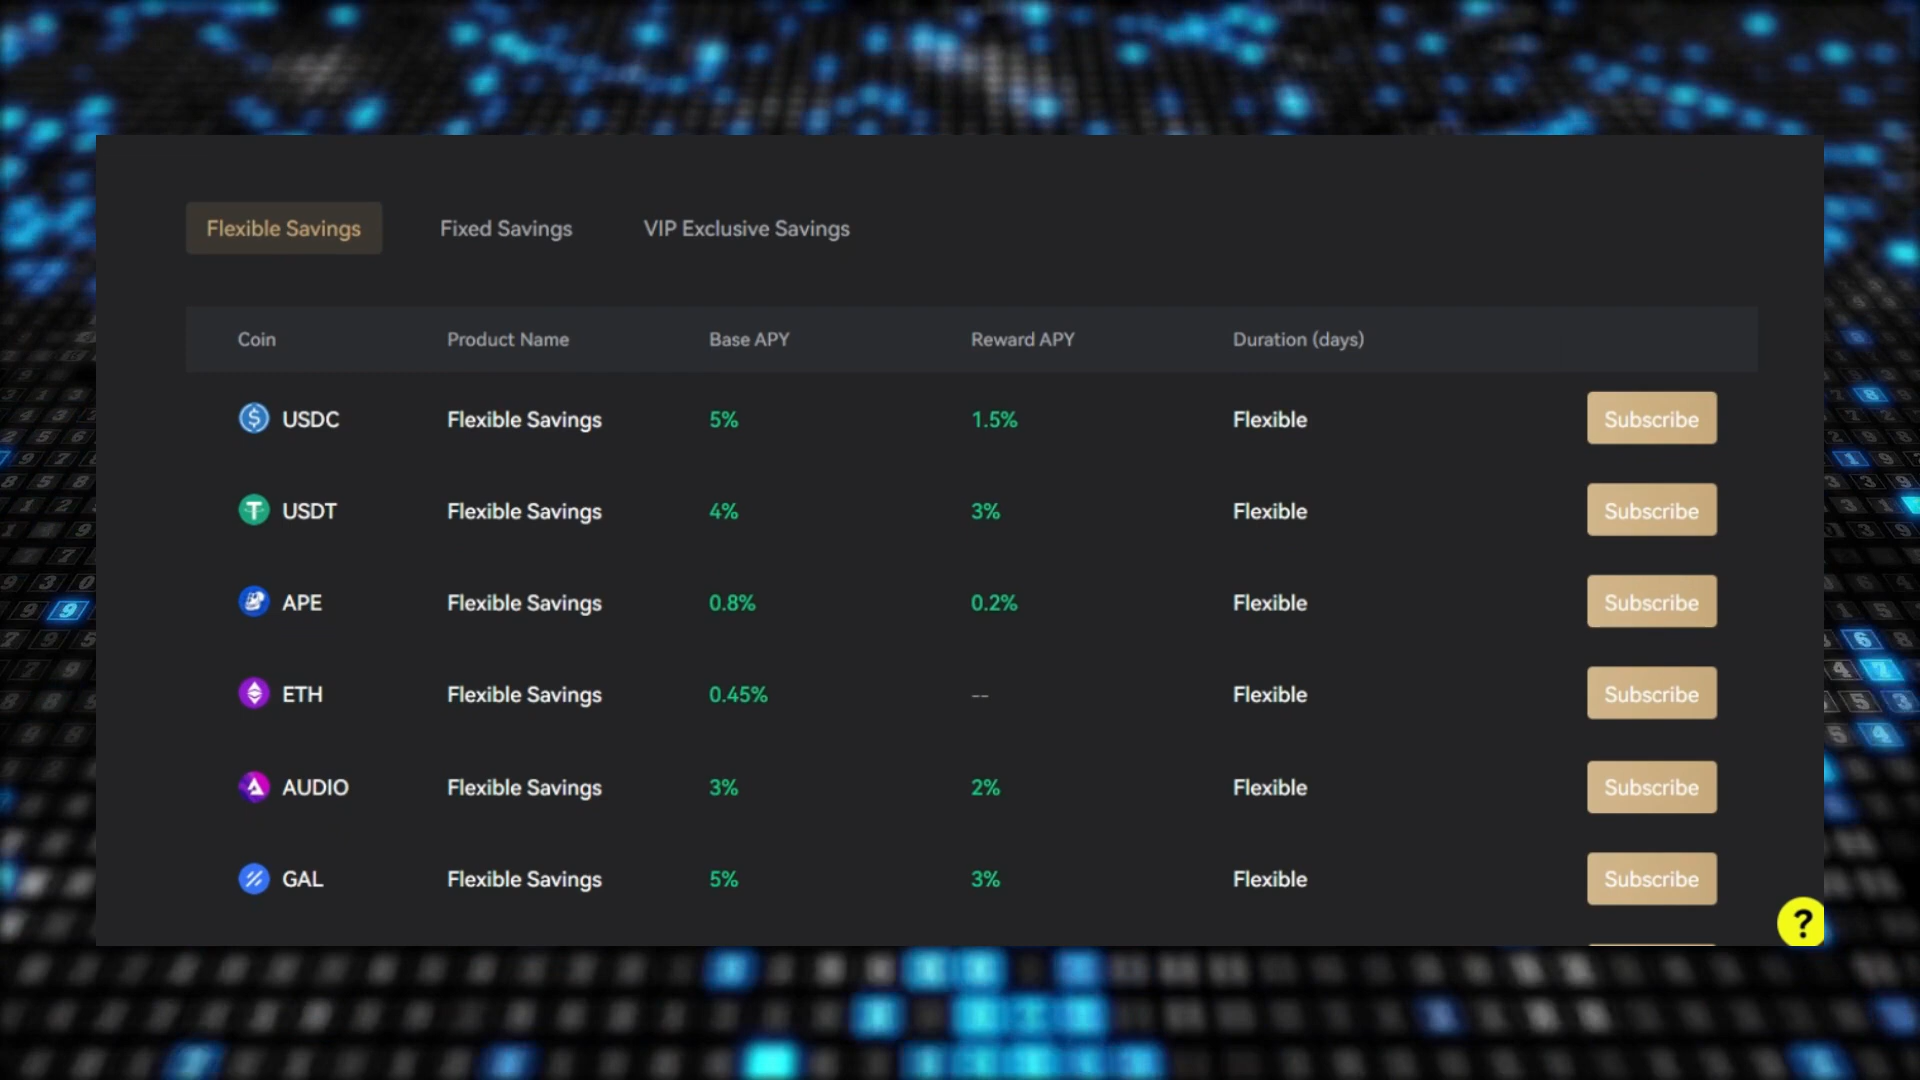 Flexible Savings Fixed Savings VIP Exclusive Savings
Coin Product Name Base APY Reward APY Duration (days)
USDC Flexible Savings 5% 1.5% Flexible Subscribe
USDT Flexible Savings 4% 3% Flexible Subscribe
APE Flexible Savings 0.8% 0.2% Flexible Subscribe
ETH Flexible Savings 0.45% -- Flexible Subscribe
AUDIO Flexible Savings 3% 2% Flexible Subscribe
GAL Flexible Savings 5% 3% Flexible Subscribe
?